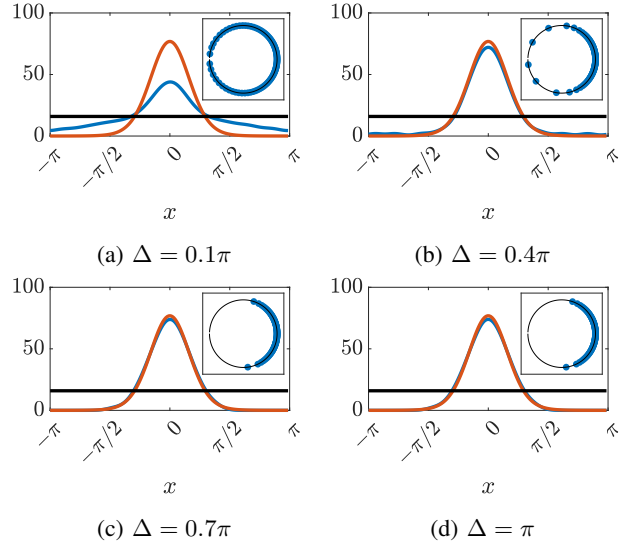 100
100
50
50
0
0
−π
−π/2
0
π/2
π
−π
−π/2
0
π/2
π
x
x
(a) Δ = 0.1π
(b) Δ = 0.4π
100
100
50
50
0
0
−π
−π/2
0
π/2
π
−π
−π/2
0
π/2
π
x
x
(c) Δ = 0.7π
(d) Δ = π